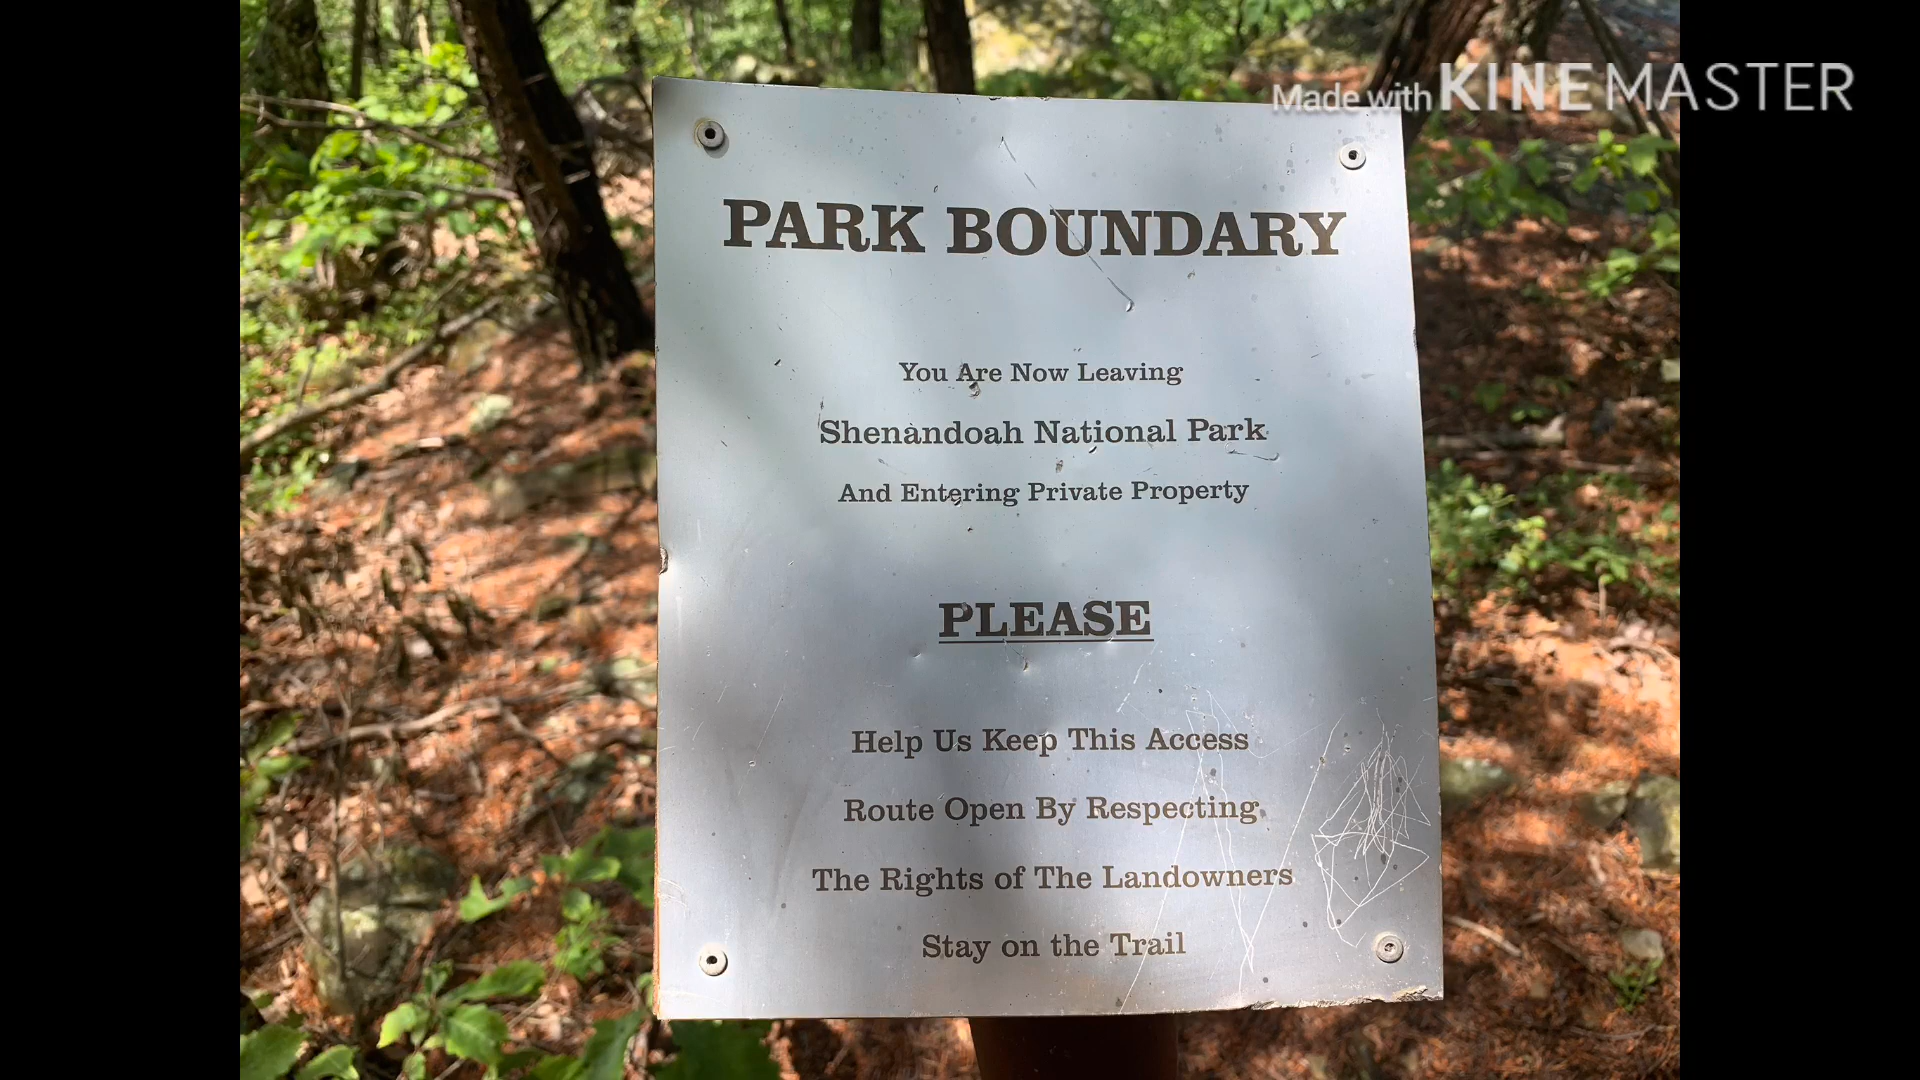 Made with KINEMASTER
PARK BOUNDARY
You Are Now Leaving
Shenandoah National Park
And Entering Private Property
PLEASE
Help Us Keep This Access
Route Open By Respecting
The Rights of The Landowners
Stay on the Trail